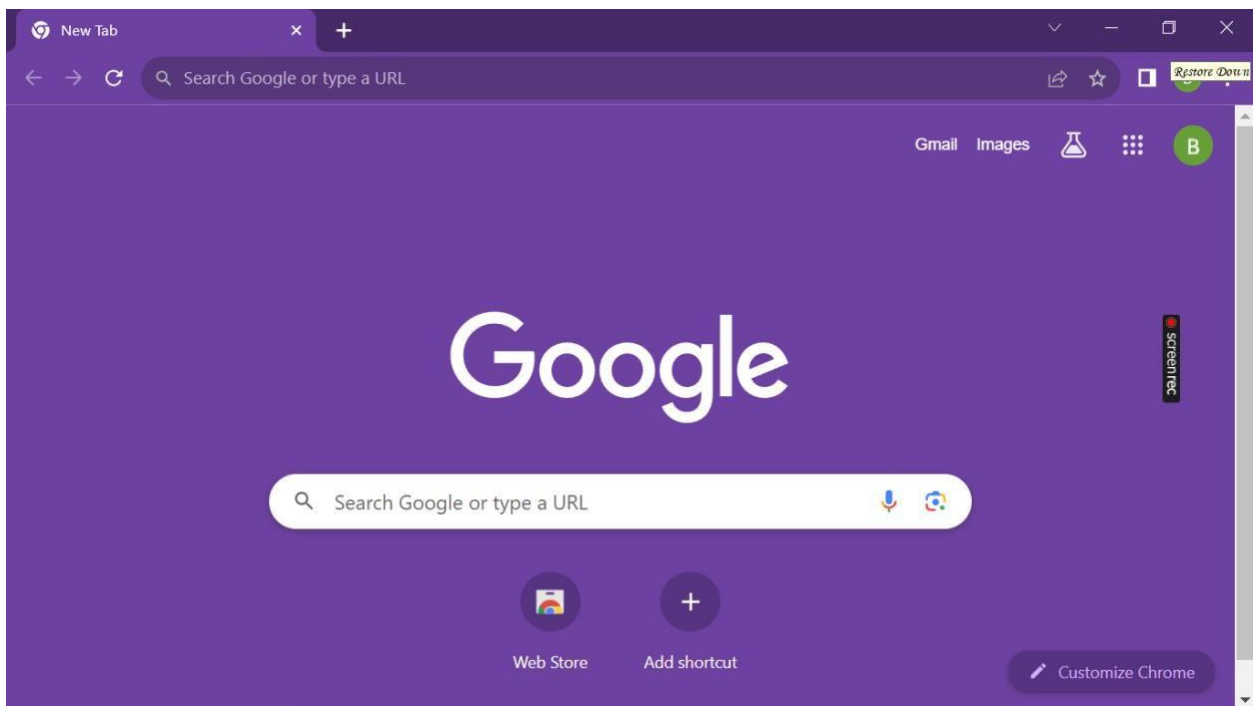 New Tab
Search Google or type a URL
Restore Down
Gmail Images
B
Google
screenrec
Search Google or type a URL
Web Store Add shortcut
Customize Chrome